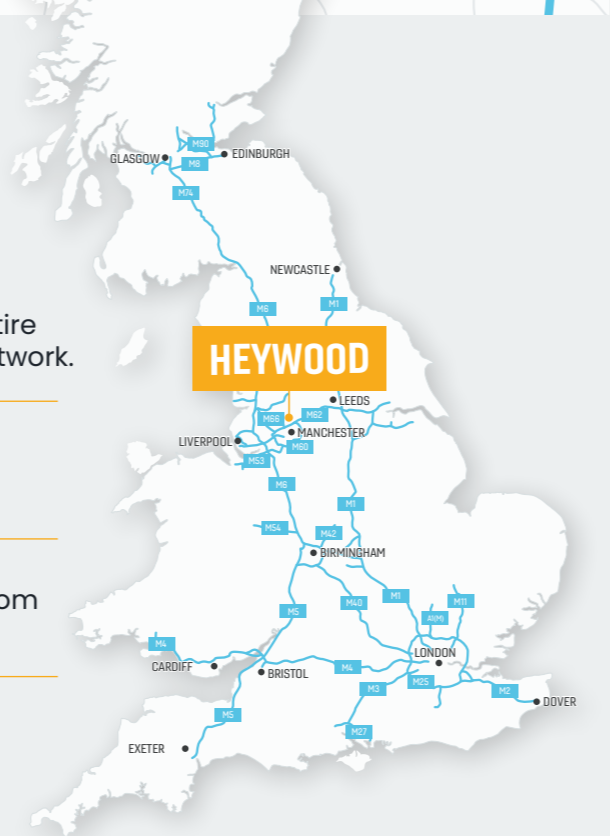 M90
GLASGOW
EDINBURGH
M8
M74
NEWCASTLE
M6
M1
tire
twork.
HEYWOOD
LEEDS
M66
M62
LIVERPOOL
MANCHESTER
M60
M53
M6
M1
M54
M42
BIRMINGHAM
om
M40
M1
M11
M5
A1(M)
M4
LONDON
CARDIFF
BRISTOL
M4
M25
M3
M2
DOVER
M5
M27
EXETER